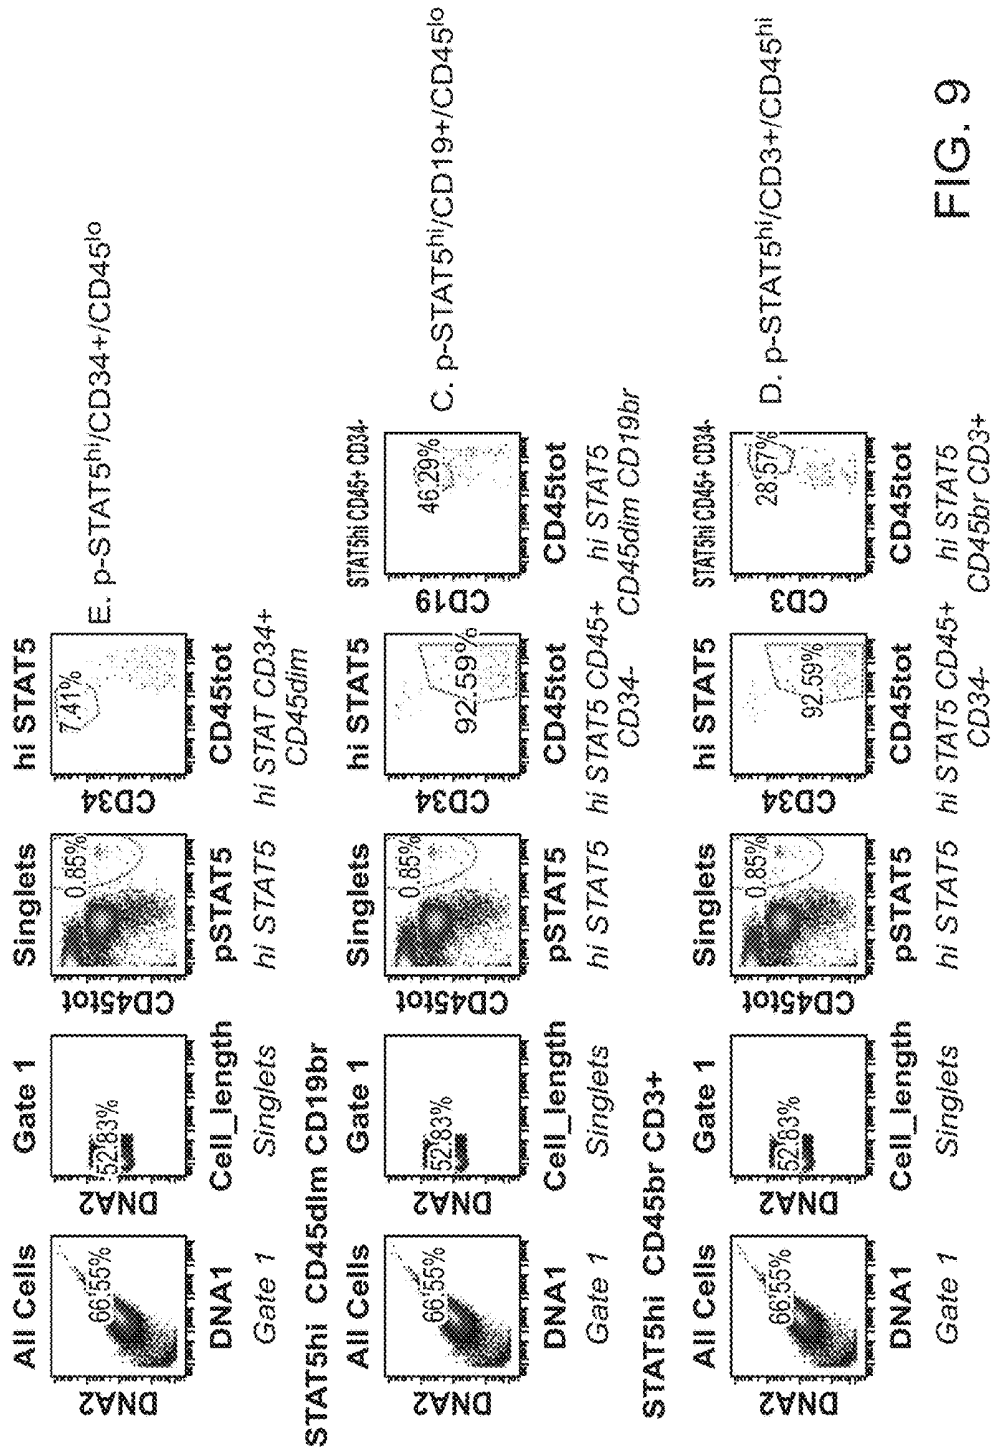 All Cells
Gate 1
Singlets
hi STAT5
66.55%
52.83%
0.85%
7.41%
DNA2
DNA2
CD45tot
CD34
DNA1
Cell_length
pSTAT5
CD45tot
Gate 1
Singlets
hi STAT5
hi STAT CD34+
CD45dim
E. p-STAT5hi/CD34+/CD45lo
STAT5hi CD45dim CD19br
All Cells
Gate 1
Singlets
hi STAT5
STAT5hi CD45+ CD34-
66.55%
52.83%
0.85%
92.59%
46.29%
DNA2
DNA2
CD45tot
CD34
CD19
DNA1
Cell_length
pSTAT5
CD45tot
CD45tot
Gate 1
Singlets
hi STAT5
hi STAT5 CD45+
CD34-
hi STAT5
CD45dim CD19br
C. p-STAT5hi/CD19+/CD45lo
STAT5hi CD45br CD3+
All Cells
Gate 1
Singlets
hi STAT5
STAT5hi CD45+ CD34-
66.55%
52.83%
0.85%
92.59%
28.57%
DNA2
DNA2
CD45tot
CD34
CD3
DNA1
Cell_length
pSTAT5
CD45tot
CD45tot
Gate 1
Singlets
hi STAT5
hi STAT5 CD45+
CD34-
hi STAT5
CD45br CD3+
D. p-STAT5hi/CD3+/CD45hi
FIG. 9